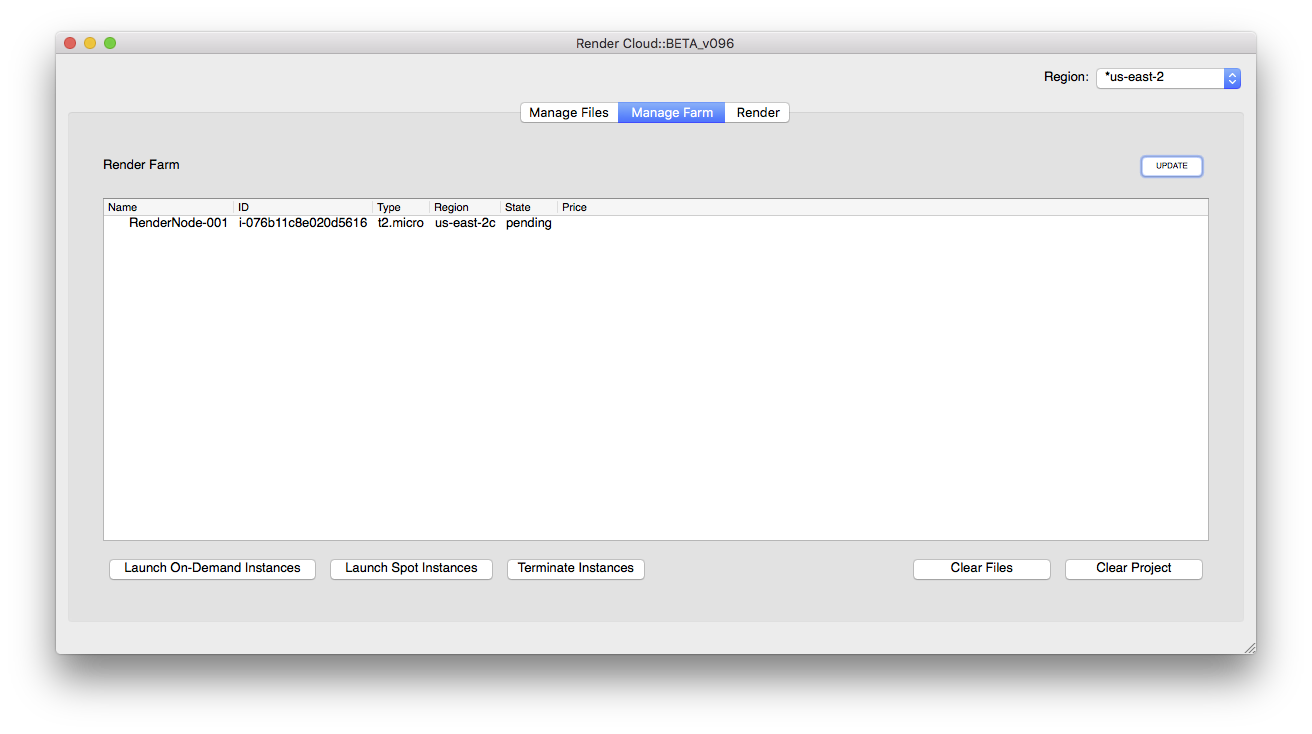 Render Cloud::BETA_v096
Region: *us-east-2
Manage Files Manage Farm Render
Render Farm UPDATE
Name ID Type Region State Price
RenderNode-001 i-076b11c8e020d5616 t2.micro us-east-2c pending
Launch On-Demand Instances Launch Spot Instances Terminate Instances Clear Files Clear Project